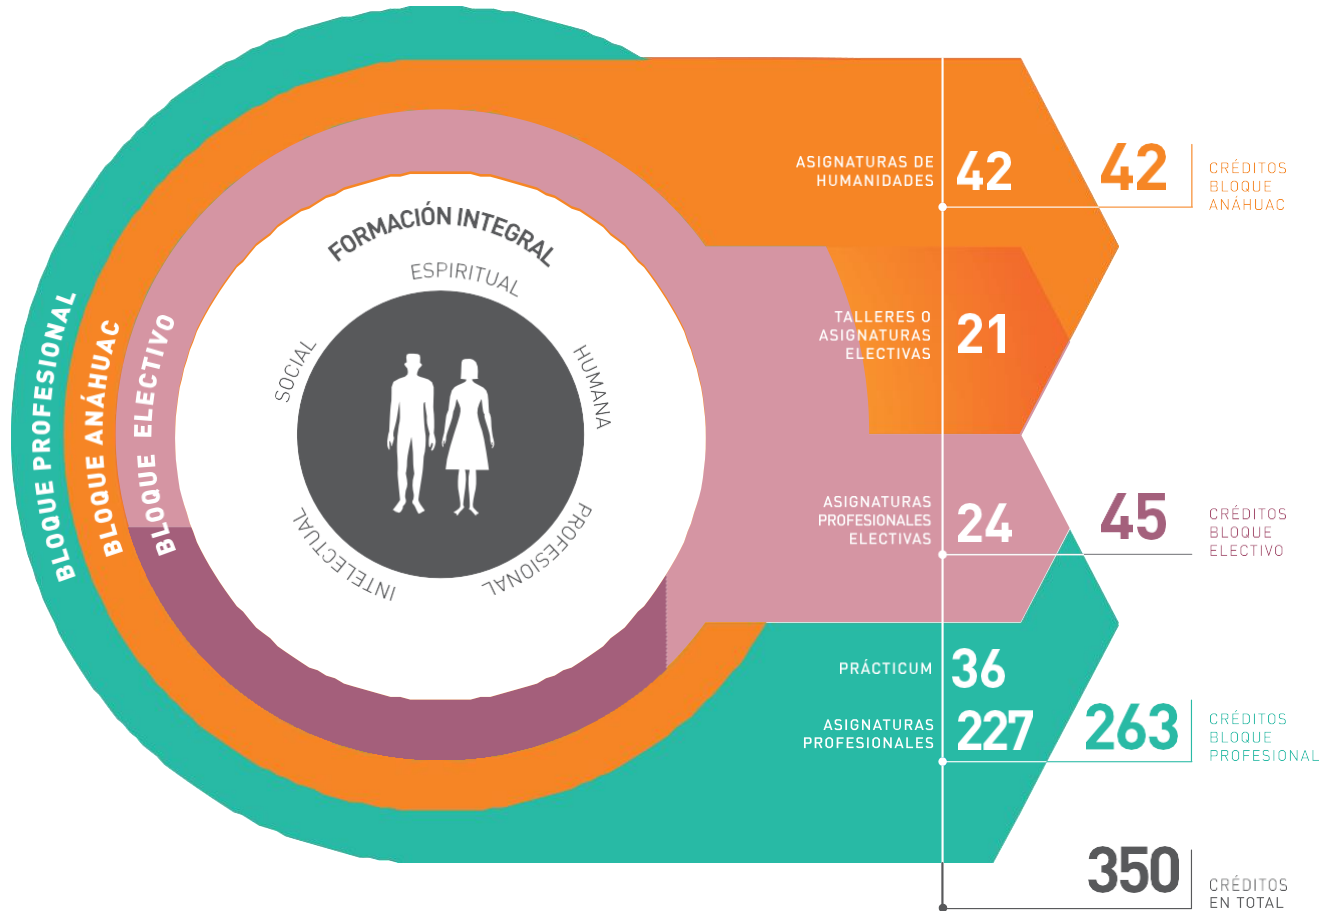 BLOQUE PROFESIONAL
BLOQUE ANÁHUAC
BLOQUE ELECTIVO
FORMACIÓN INTEGRAL
ESPIRITUAL
SOCIAL
HUMANA
INTELECTUAL
PROFESIONAL
ASIGNATURAS DE
HUMANIDADES
42
42
CRÉDITOS
BLOQUE
ANÁHUAC
TALLERES O
ASIGNATURAS
ELECTIVAS
21
ASIGNATURAS
PROFESIONALES
ELECTIVAS
24
45
CRÉDITOS
BLOQUE
ELECTIVO
PRÁCTICUM
36
ASIGNATURAS
PROFESIONALES
227
263
CRÉDITOS
BLOQUE
PROFESIONAL
350
CRÉDITOS
EN TOTAL